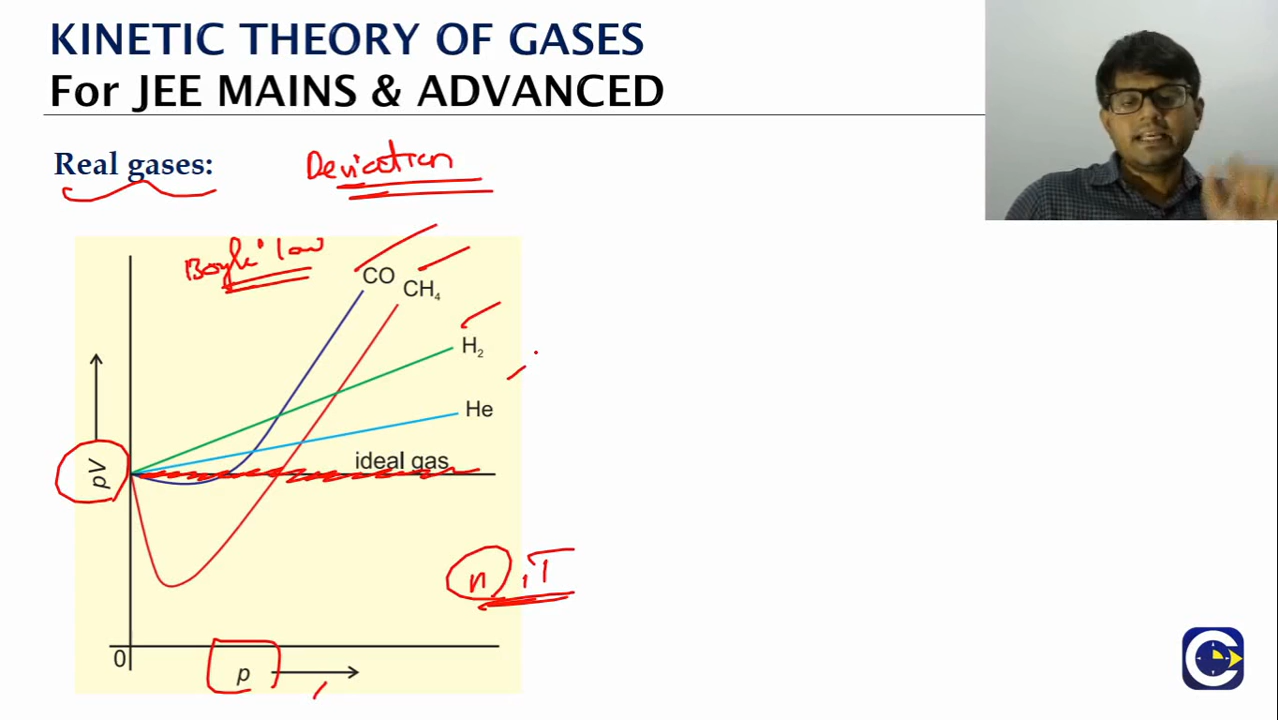 KINETIC THEORY OF GASES
For JEE MAINS & ADVANCED
Real gases:
Deviation
Boyle' law
CO
CH₄
H₂
He
ideal gas
pV
n, T
0
p